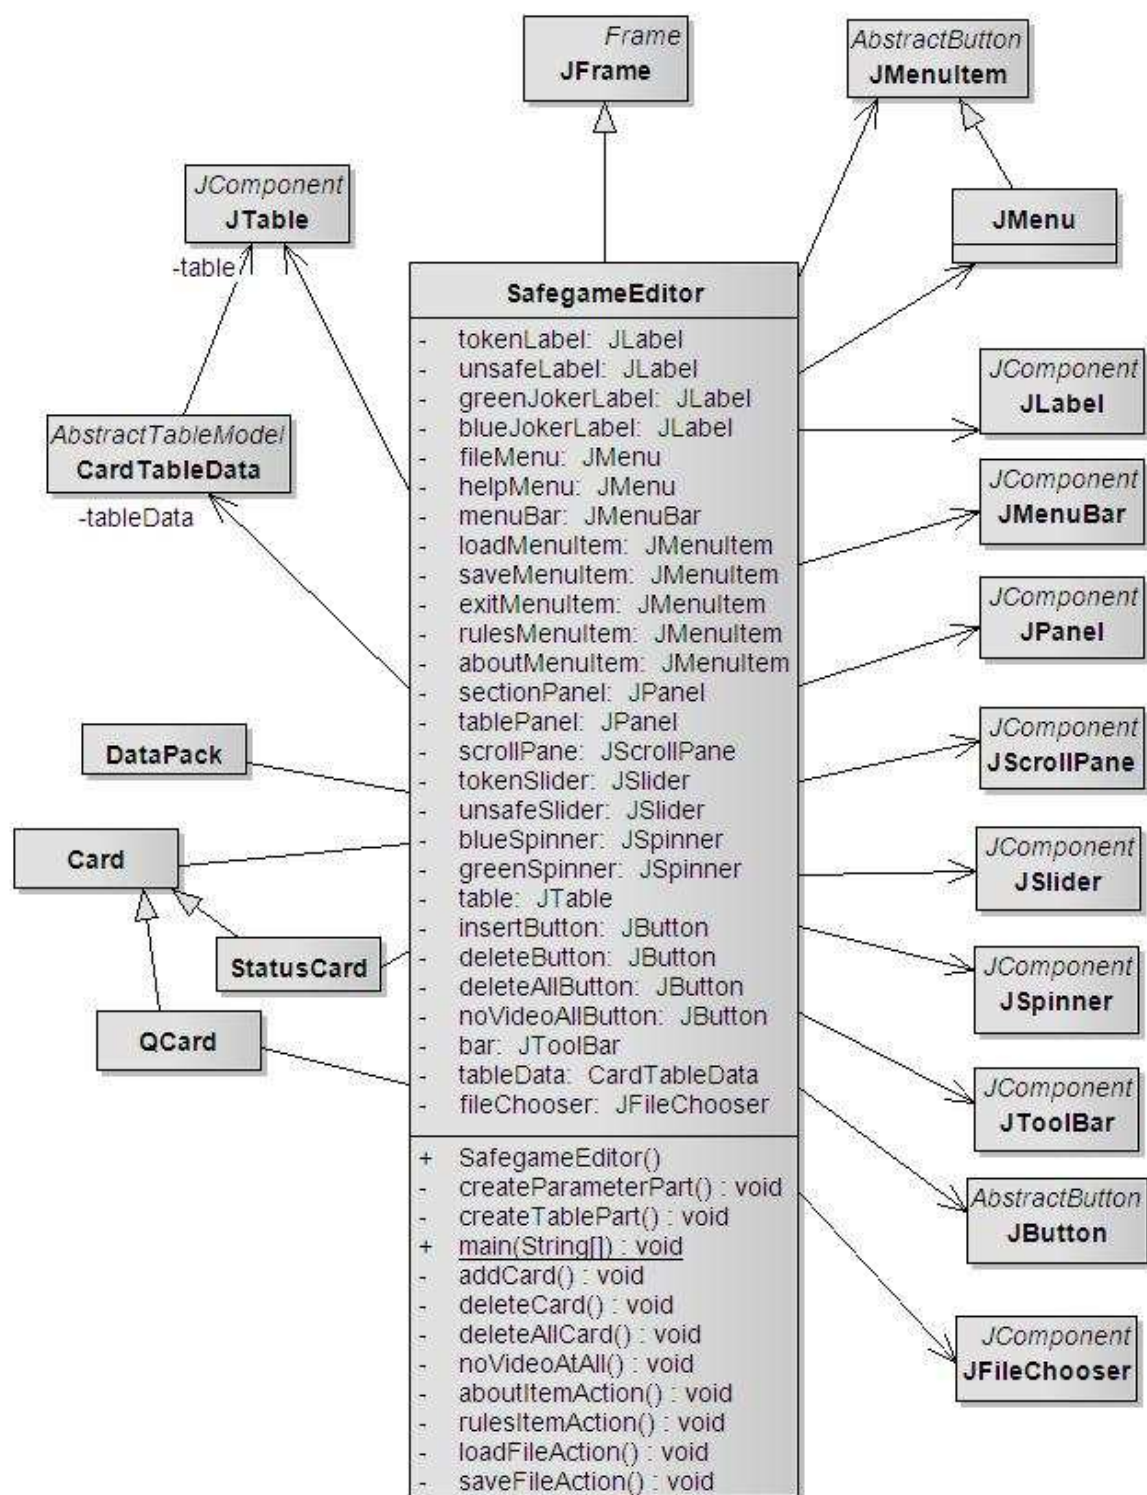 Frame
JFrame
AbstractButton
JMenuItem
JComponent
JTable
JMenu
-table
AbstractTableModel
CardTableData
-tableData
DataPack
Card
StatusCard
QCard
SafegameEditor
- tokenLabel: JLabel
- unsafeLabel: JLabel
- greenJokerLabel: JLabel
- blueJokerLabel: JLabel
- fileMenu: JMenu
- helpMenu: JMenu
- menuBar: JMenuBar
- loadMenuItem: JMenuItem
- saveMenuItem: JMenuItem
- exitMenuItem: JMenuItem
- rulesMenuItem: JMenuItem
- aboutMenuItem: JMenuItem
- sectionPanel: JPanel
- tablePanel: JPanel
- scrollPane: JScrollPane
- tokenSlider: JSlider
- unsafeSlider: JSlider
- blueSpinner: JSpinner
- greenSpinner: JSpinner
- table: JTable
- insertButton: JButton
- deleteButton: JButton
- deleteAllButton: JButton
- noVideoAllButton: JButton
- bar: JToolBar
- tableData: CardTableData
- fileChooser: JFileChooser
+ SafegameEditor()
- createParameterPart() : void
- createTablePart() : void
+ main(String[]) : void
- addCard() : void
- deleteCard() : void
- deleteAllCard() : void
- noVideoAtAll() : void
- aboutItemAction() : void
- rulesItemAction() : void
- loadFileAction() : void
- saveFileAction() : void
JComponent
JLabel
JComponent
JMenuBar
JComponent
JPanel
JComponent
JScrollPane
JComponent
JSlider
JComponent
JSpinner
JComponent
JToolBar
AbstractButton
JButton
JComponent
JFileChooser